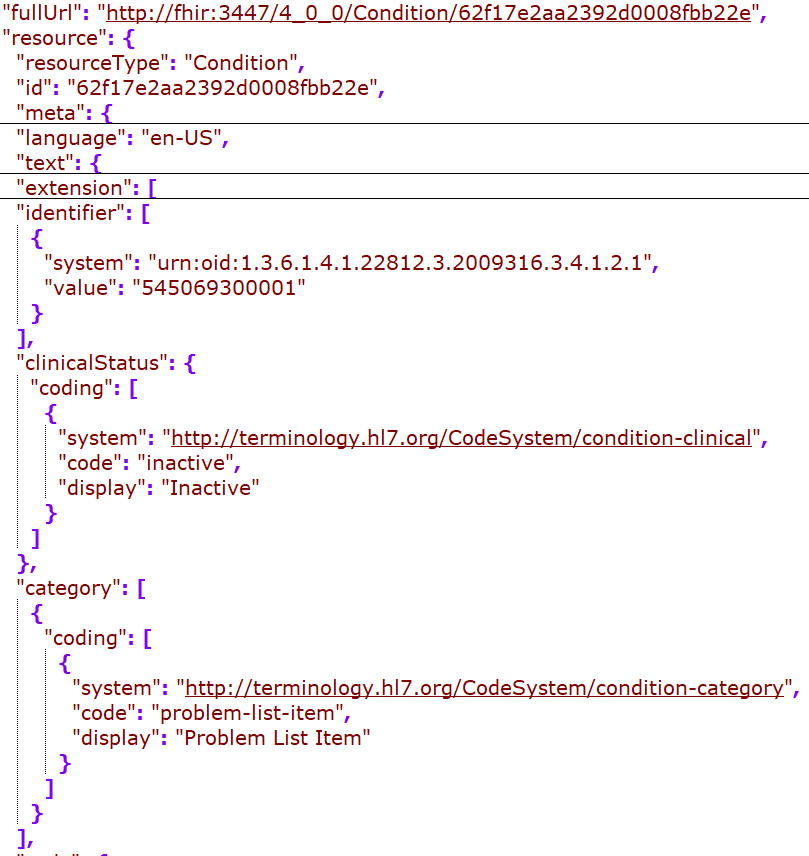 "fullUrl": "http://fhir:3447/4_0_0/Condition/62f17e2aa2392d0008fbb22e",
"resource": {
"resourceType": "Condition",
"id": "62f17e2aa2392d0008fbb22e",
"meta": {
"language": "en-US",
"text": {
"extension": [
"identifier": [
{
"system": "urn:oid:1.3.6.1.4.1.22812.3.2009316.3.4.1.2.1",
"value": "545069300001"
}
],
"clinicalStatus": {
"coding": [
{
"system": "http://terminology.hl7.org/CodeSystem/condition-clinical",
"code": "inactive",
"display": "Inactive"
}
]
},
"category": [
{
"coding": [
{
"system": "http://terminology.hl7.org/CodeSystem/condition-category",
"code": "problem-list-item",
"display": "Problem List Item"
}
]
}
],